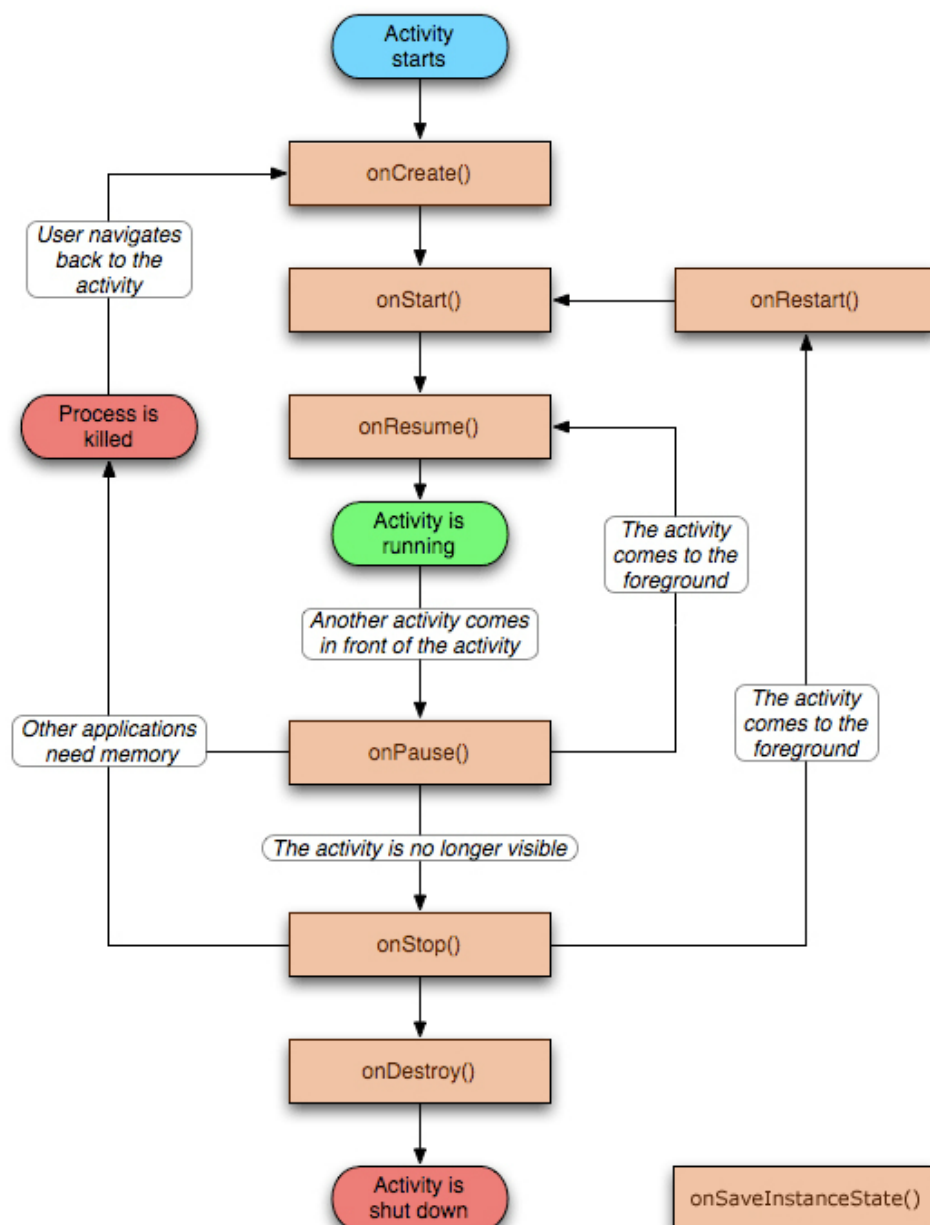 Activity
starts
onCreate()
User navigates
back to the
activity
onStart()
onRestart()
Process is
killed
onResume()
Activity is
running
The activity
comes to the
foreground
Another activity comes
in front of the activity
The activity
comes to the
foreground
Other applications
need memory
onPause()
The activity is no longer visible
onStop()
onDestroy()
Activity is
shut down
onSaveInstanceState()